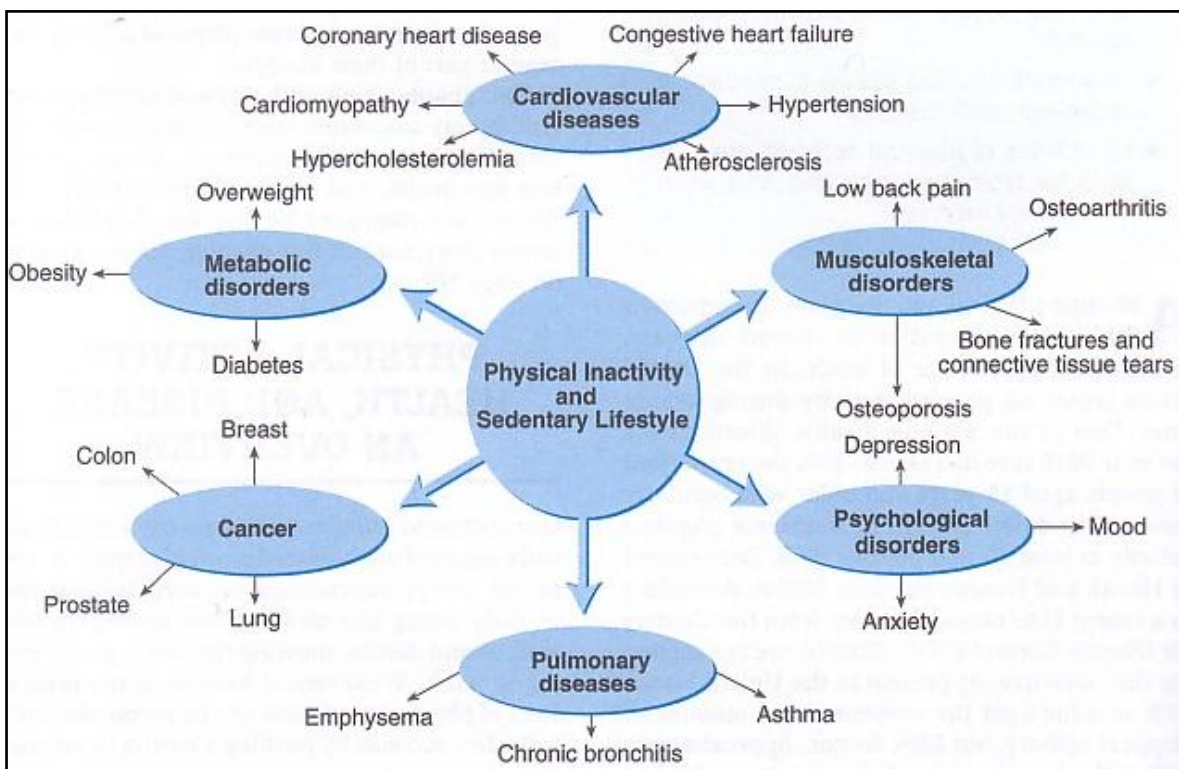 Coronary heart disease
Congestive heart failure
Cardiomyopathy
Cardiovascular
diseases
Hypertension
Hypercholesterolemia
Atherosclerosis
Overweight
Obesity
Metabolic
disorders
Diabetes
Low back pain
Osteoarthritis
Musculoskeletal
disorders
Bone fractures and
connective tissue tears
Osteoporosis
Physical Inactivity
and
Sedentary Lifestyle
Breast
Colon
Cancer
Prostate
Lung
Depression
Psychological
disorders
Mood
Anxiety
Pulmonary
diseases
Emphysema
Asthma
Chronic bronchitis